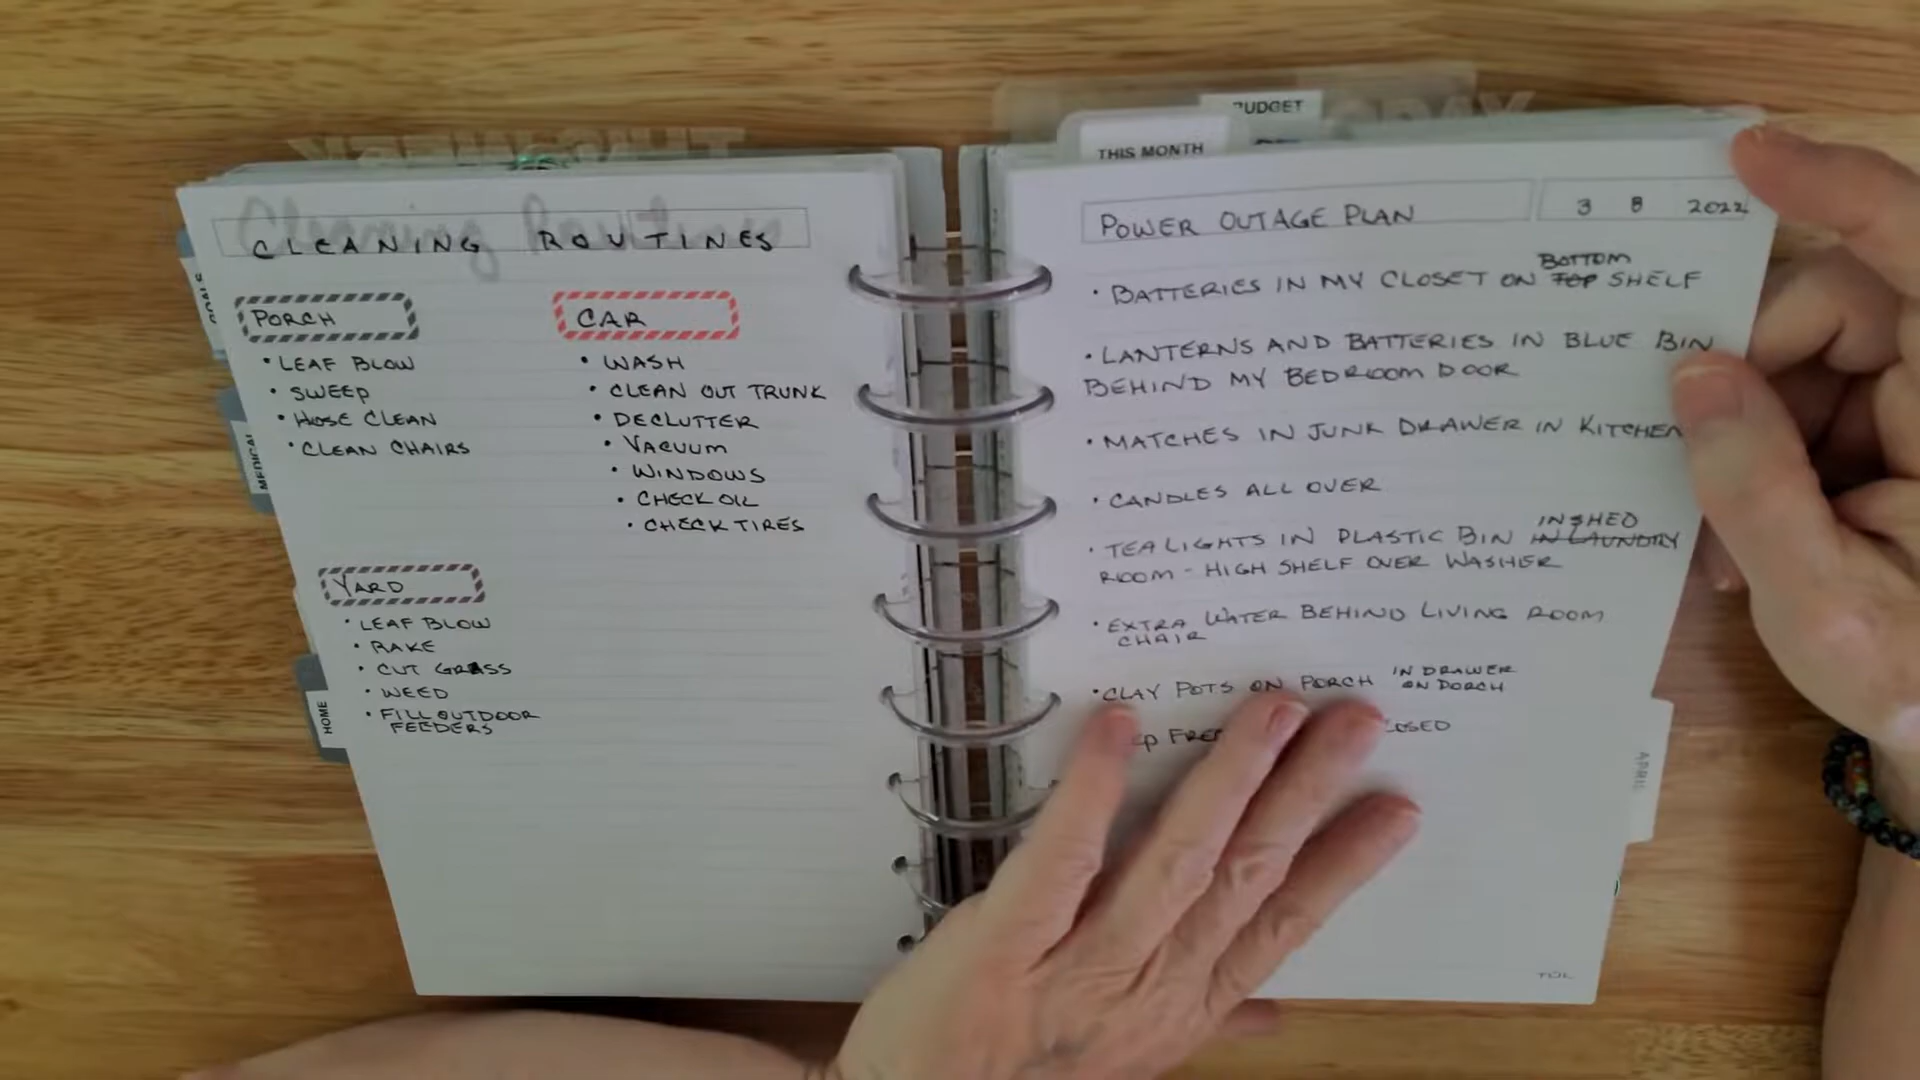 BUDGET
THIS MONTH
MEDICAL
HOME
APRIL
Cleaning Routines
CLEANING ROUTINES
PORCH
• LEAF BLOW
• SWEEP
• HOSE CLEAN
• CLEAN CHAIRS
CAR
• WASH
• CLEAN OUT TRUNK
• DECLUTTER
• VACUUM
• WINDOWS
• CHECK OIL
• CHECK TIRES
YARD
• LEAF BLOW
• RAKE
• CUT GRASS
• WEED
• FILL OUTDOOR
FEEDERS
POWER OUTAGE PLAN 3 8 2022
BOTTOM
• BATTERIES IN MY CLOSET ON TOP SHELF
• LANTERNS AND BATTERIES IN BLUE BIN
BEHIND MY BEDROOM DOOR
• MATCHES IN JUNK DRAWER IN KITCHEN
• CANDLES ALL OVER
IN SHED
• TEA LIGHTS IN PLASTIC BIN IN LAUNDRY
ROOM - HIGH SHELF OVER WASHER
• EXTRA WATER BEHIND LIVING ROOM
CHAIR
• CLAY POTS ON PORCH IN DRAWER
ON PORCH
TUL